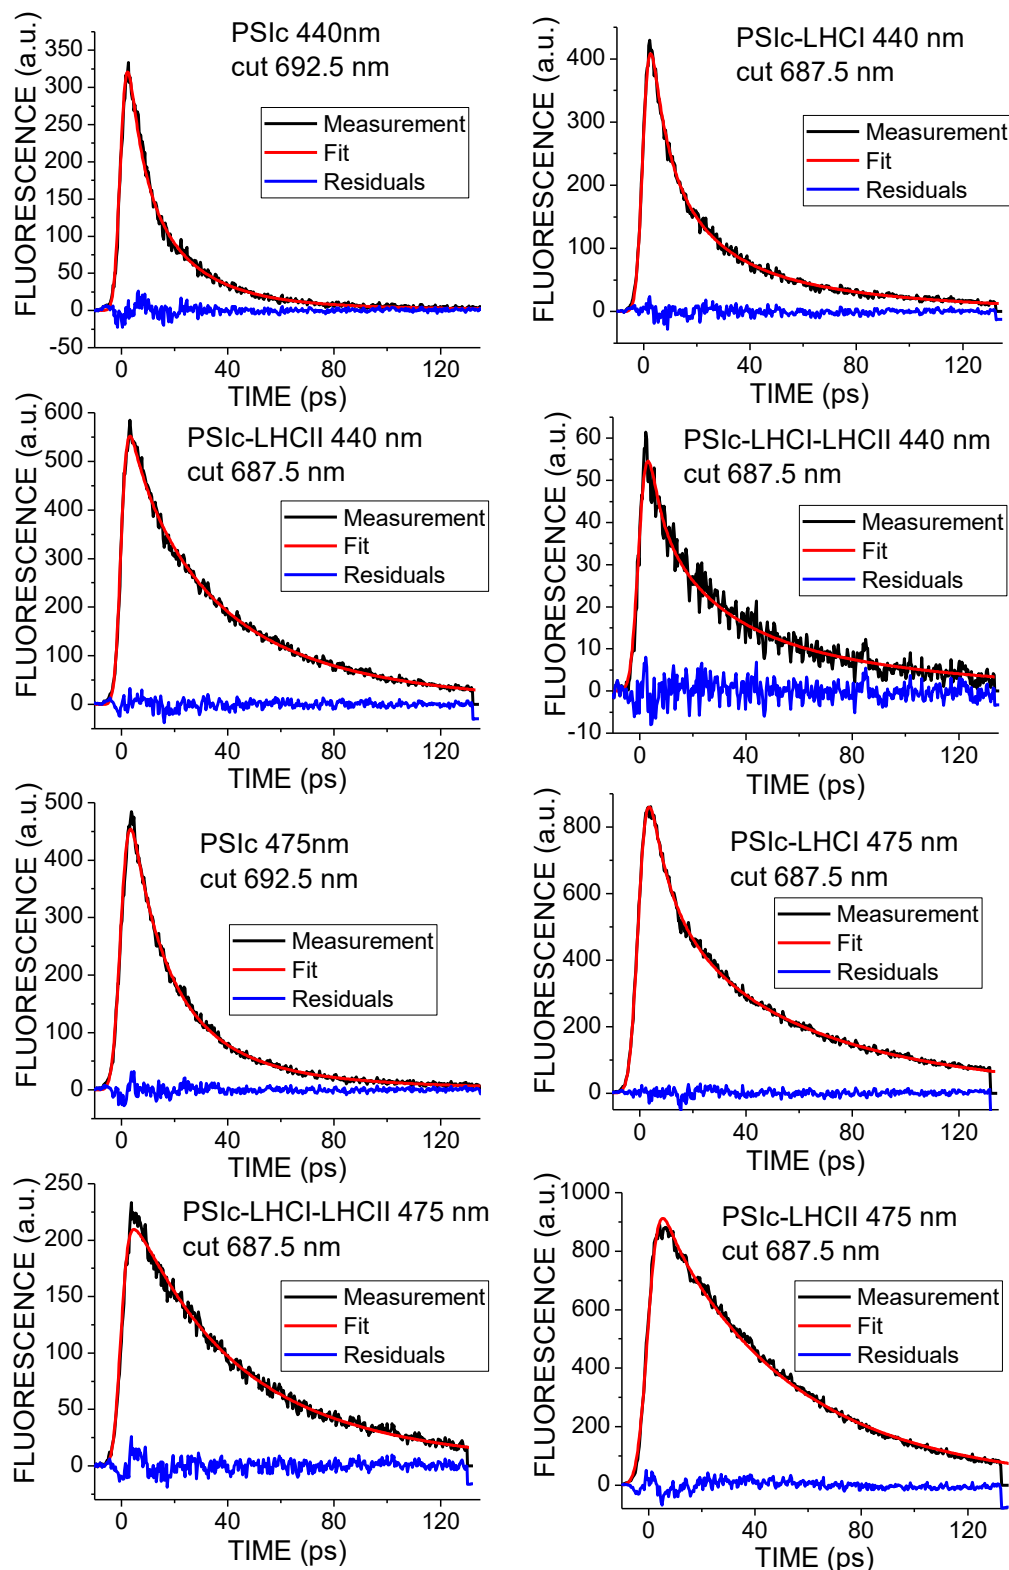 PSIc 440nm
cut 692.5 nm
Measurement
Fit
Residuals
FLUORESCENCE (a.u.)
350
300
250
200
150
100
50
0
-50
0 40 80 120
TIME (ps)
PSIc-LHCI 440 nm
cut 687.5 nm
Measurement
Fit
Residuals
FLUORESCENCE (a.u.)
400
300
200
100
0
0 40 80 120
TIME (ps)
PSIc-LHCII 440 nm
cut 687.5 nm
Measurement
Fit
Residuals
FLUORESCENCE (a.u.)
600
500
400
300
200
100
0
0 40 80 120
TIME (ps)
PSIc-LHCI-LHCII 440 nm
cut 687.5 nm
Measurement
Fit
Residuals
FLUORESCENCE (a.u.)
60
50
40
30
20
10
0
-10
0 40 80 120
TIME (ps)
PSIc 475nm
cut 692.5 nm
Measurement
Fit
Residuals
FLUORESCENCE (a.u.)
500
400
300
200
100
0
0 40 80 120
TIME (ps)
PSIc-LHCI 475 nm
cut 687.5 nm
Measurement
Fit
Residuals
FLUORESCENCE (a.u.)
800
600
400
200
0
0 40 80 120
TIME (ps)
PSIc-LHCI-LHCII 475 nm
cut 687.5 nm
Measurement
Fit
Residuals
FLUORESCENCE (a.u.)
250
200
150
100
50
0
0 40 80 120
TIME (ps)
PSIc-LHCII 475 nm
cut 687.5 nm
Measurement
Fit
Residuals
FLUORESCENCE (a.u.)
1000
800
600
400
200
0
0 40 80 120
TIME (ps)